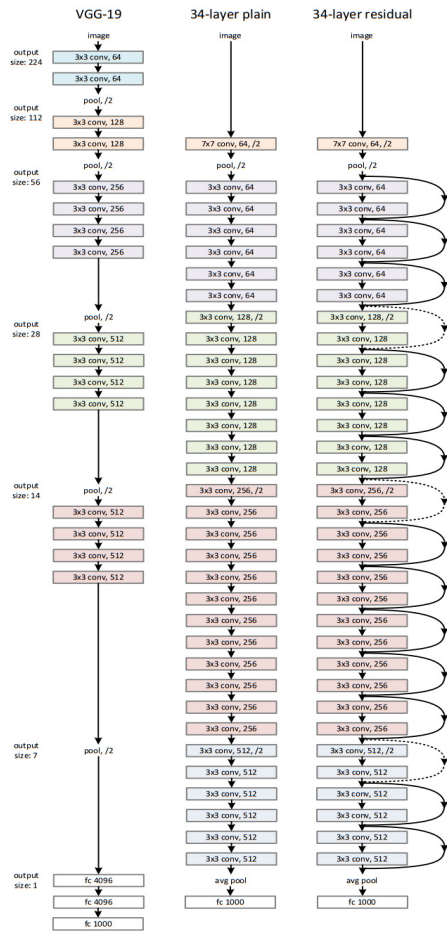 VGG-19
image
output
size: 224
3x3 conv, 64
3x3 conv, 64
pool, /2
output
size: 112
3x3 conv, 128
3x3 conv, 128
pool, /2
output
size: 56
3x3 conv, 256
3x3 conv, 256
3x3 conv, 256
3x3 conv, 256
pool, /2
output
size: 28
3x3 conv, 512
3x3 conv, 512
3x3 conv, 512
3x3 conv, 512
output
size: 14
pool, /2
3x3 conv, 512
3x3 conv, 512
3x3 conv, 512
3x3 conv, 512
output
size: 7
pool, /2
output
size: 1
fc 4096
fc 4096
fc 1000
34-layer plain
image
7x7 conv, 64, /2
pool, /2
3x3 conv, 64
3x3 conv, 64
3x3 conv, 64
3x3 conv, 64
3x3 conv, 64
3x3 conv, 64
3x3 conv, 128, /2
3x3 conv, 128
3x3 conv, 128
3x3 conv, 128
3x3 conv, 128
3x3 conv, 128
3x3 conv, 128
3x3 conv, 128
3x3 conv, 256, /2
3x3 conv, 256
3x3 conv, 256
3x3 conv, 256
3x3 conv, 256
3x3 conv, 256
3x3 conv, 256
3x3 conv, 256
3x3 conv, 256
3x3 conv, 256
3x3 conv, 256
3x3 conv, 256
3x3 conv, 512, /2
3x3 conv, 512
3x3 conv, 512
3x3 conv, 512
3x3 conv, 512
3x3 conv, 512
avg pool
fc 1000
34-layer residual
image
7x7 conv, 64, /2
pool, /2
3x3 conv, 64
3x3 conv, 64
3x3 conv, 64
3x3 conv, 64
3x3 conv, 64
3x3 conv, 64
3x3 conv, 128, /2
3x3 conv, 128
3x3 conv, 128
3x3 conv, 128
3x3 conv, 128
3x3 conv, 128
3x3 conv, 128
3x3 conv, 128
3x3 conv, 256, /2
3x3 conv, 256
3x3 conv, 256
3x3 conv, 256
3x3 conv, 256
3x3 conv, 256
3x3 conv, 256
3x3 conv, 256
3x3 conv, 256
3x3 conv, 256
3x3 conv, 256
3x3 conv, 256
3x3 conv, 512, /2
3x3 conv, 512
3x3 conv, 512
3x3 conv, 512
3x3 conv, 512
3x3 conv, 512
avg pool
fc 1000